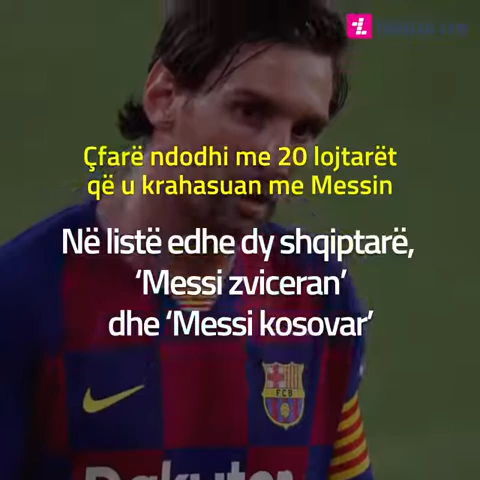 Çfarë ndodhi me 20 lojtarët
që u krahasuan me Messin
Në listë edhe dy shqiptarë,
‘Messi zviceran’
dhe ‘Messi kosovar’
FCB